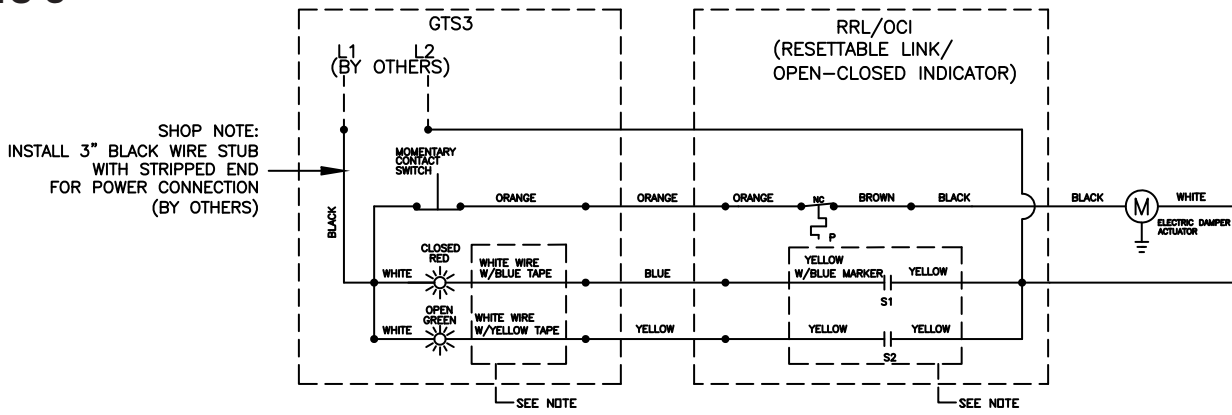 GTS3
L1 L2
(BY OTHERS)
RRL/OCI
(RESETTABLE LINK/
OPEN-CLOSED INDICATOR)
SHOP NOTE:
INSTALL 3" BLACK WIRE STUB
WITH STRIPPED END
FOR POWER CONNECTION
(BY OTHERS)
MOMENTARY
CONTACT
SWITCH
BLACK
ORANGE ORANGE ORANGE NC BROWN BLACK BLACK M WHITE
P
ELECTRIC DAMPER
ACTUATOR
CLOSED
RED
WHITE
WHITE WIRE
W/BLUE TAPE
BLUE
YELLOW
W/BLUE MARKER
YELLOW
S1
OPEN
GREEN
WHITE
WHITE WIRE
W/YELLOW TAPE
YELLOW YELLOW YELLOW
S2
SEE NOTE SEE NOTE